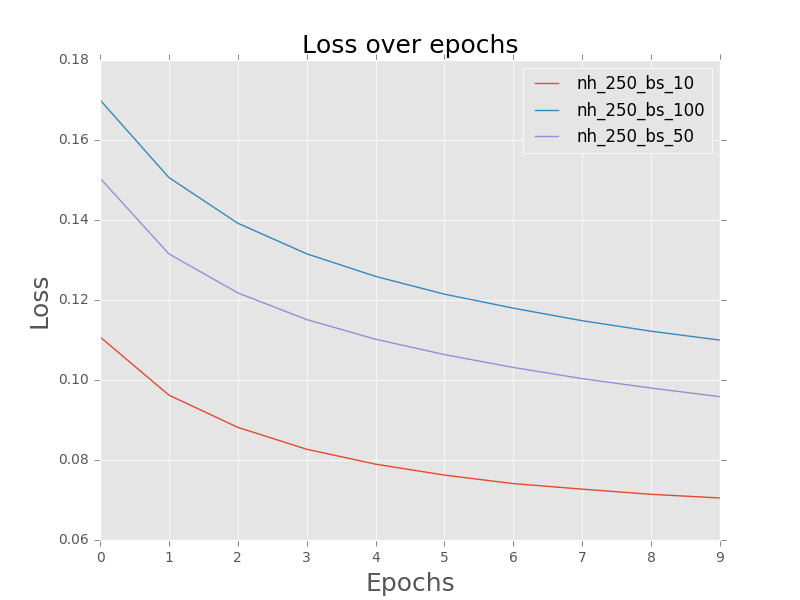 Loss over epochs
nh_250_bs_10
nh_250_bs_100
nh_250_bs_50
0.18
0.16
0.14
0.12
0.10
0.08
0.06
Loss
0 1 2 3 4 5 6 7 8 9
Epochs